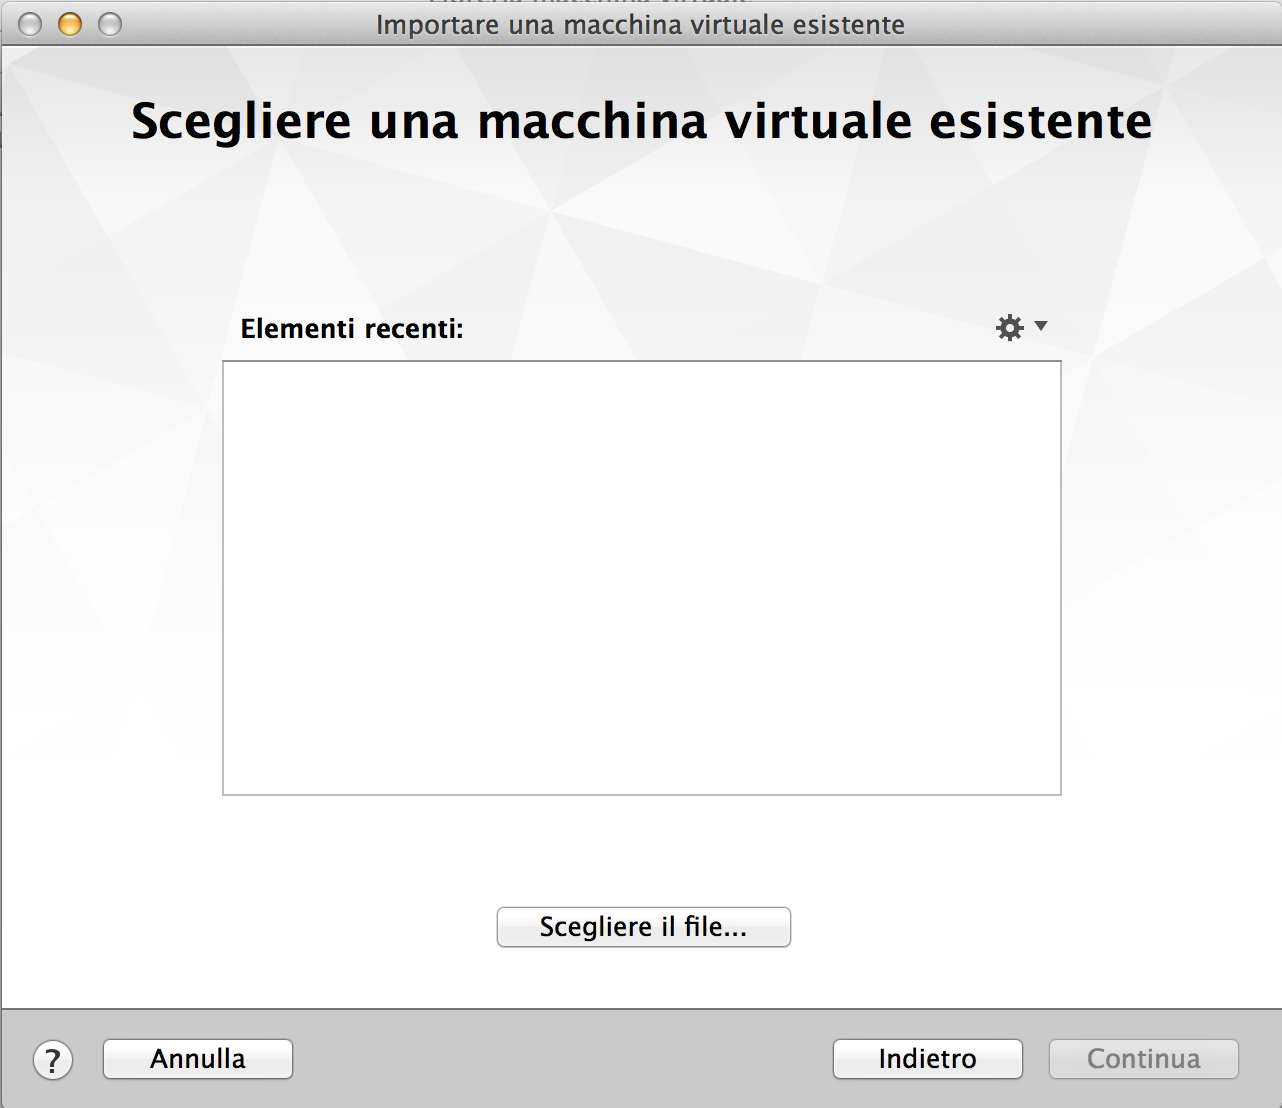 Importare una macchina virtuale esistente
Scegliere una macchina virtuale esistente
Elementi recenti:
Scegliere il file...
? Annulla Indietro Continua